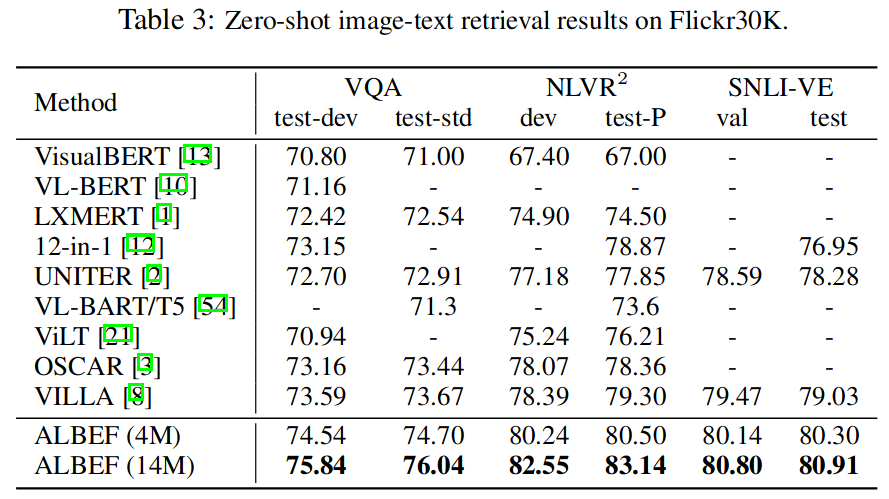 Table 3: Zero-shot image-text retrieval results on Flickr30K.
Method VQA NLVR² SNLI-VE
test-dev test-std dev test-P val test
VisualBERT [13] 70.80 71.00 67.40 67.00 - -
VL-BERT [10] 71.16 - - - - -
LXMERT [1] 72.42 72.54 74.90 74.50 - -
12-in-1 [12] 73.15 - - 78.87 - 76.95
UNITER [2] 72.70 72.91 77.18 77.85 78.59 78.28
VL-BART/T5 [54] - 71.3 - 73.6 - -
ViLT [21] 70.94 - 75.24 76.21 - -
OSCAR [3] 73.16 73.44 78.07 78.36 - -
VILLA [8] 73.59 73.67 78.39 79.30 79.47 79.03
ALBEF (4M) 74.54 74.70 80.24 80.50 80.14 80.30
ALBEF (14M) 75.84 76.04 82.55 83.14 80.80 80.91